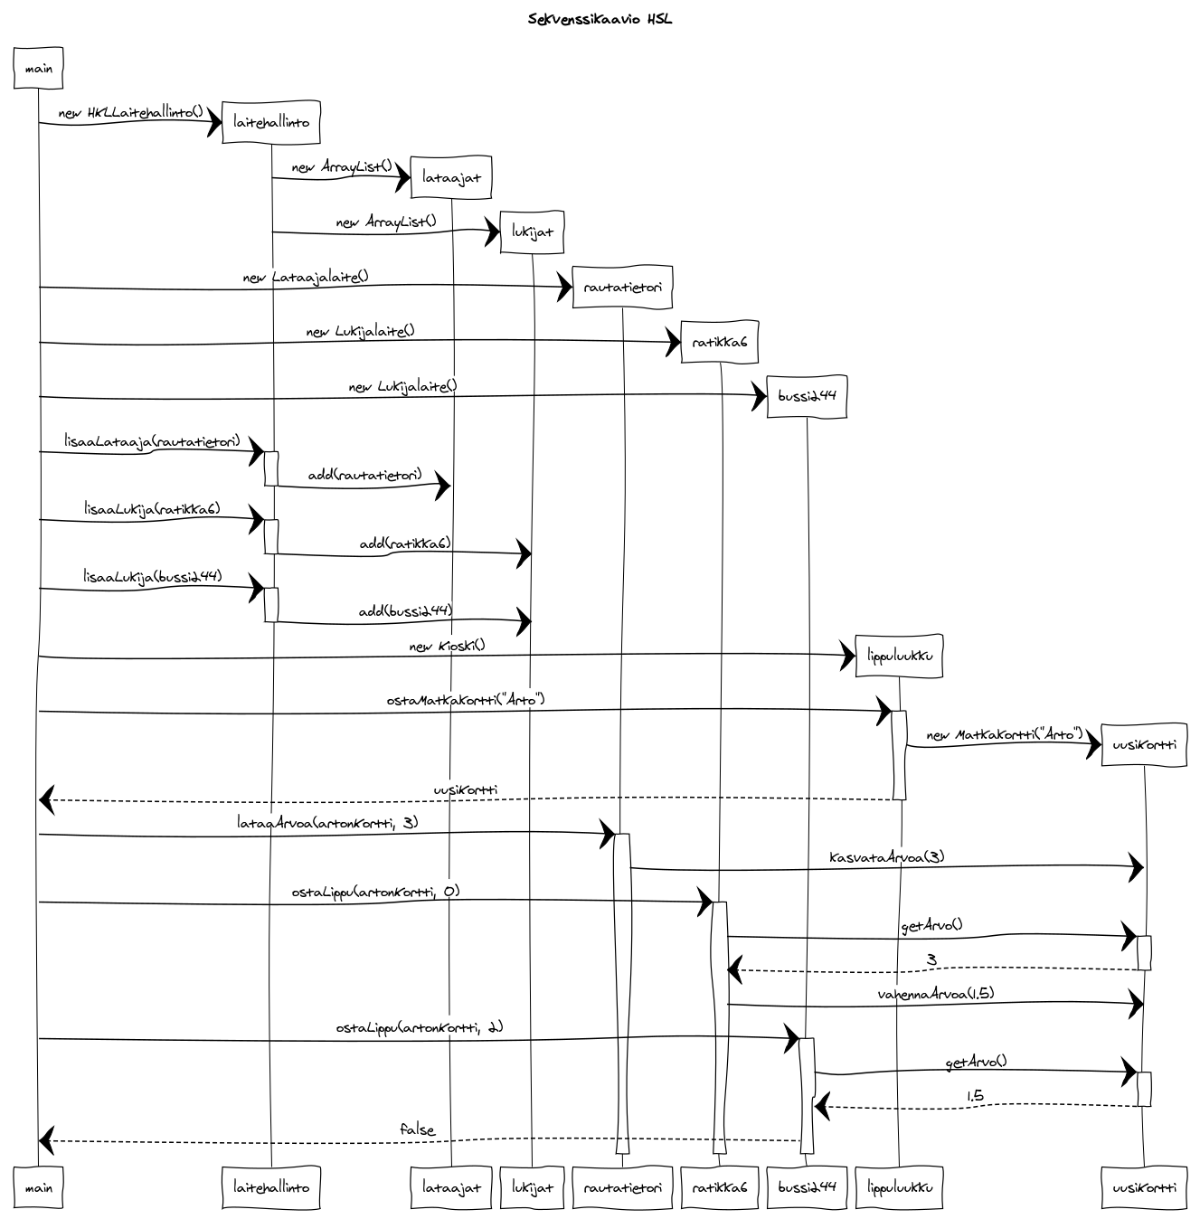 Sekvenssikaavio HSL
main
new HKLLaitehallinto()
laitehallinto
new ArrayList()
lataajat
new ArrayList()
lukijat
new Lataajalaite()
rautatietori
new Lukijalaite()
ratikka6
new Lukijalaite()
bussi244
lisaaLataaja(rautatietori)
add(rautatietori)
lisaaLukija(ratikka6)
add(ratikka6)
lisaaLukija(bussi244)
add(bussi244)
new Kioski()
lippuluukku
ostaMatkakortti("Arto")
new Matkakortti("Arto")
uusiKortti
uusiKortti
lataaArvoa(artonKortti, 3)
kasvataArvoa(3)
ostaLippu(artonKortti, 0)
getArvo()
3
vahennaArvoa(1.5)
ostaLippu(artonKortti, 2)
getArvo()
1.5
false
main
laitehallinto
lataajat
lukijat
rautatietori
ratikka6
bussi244
lippuluukku
uusiKortti